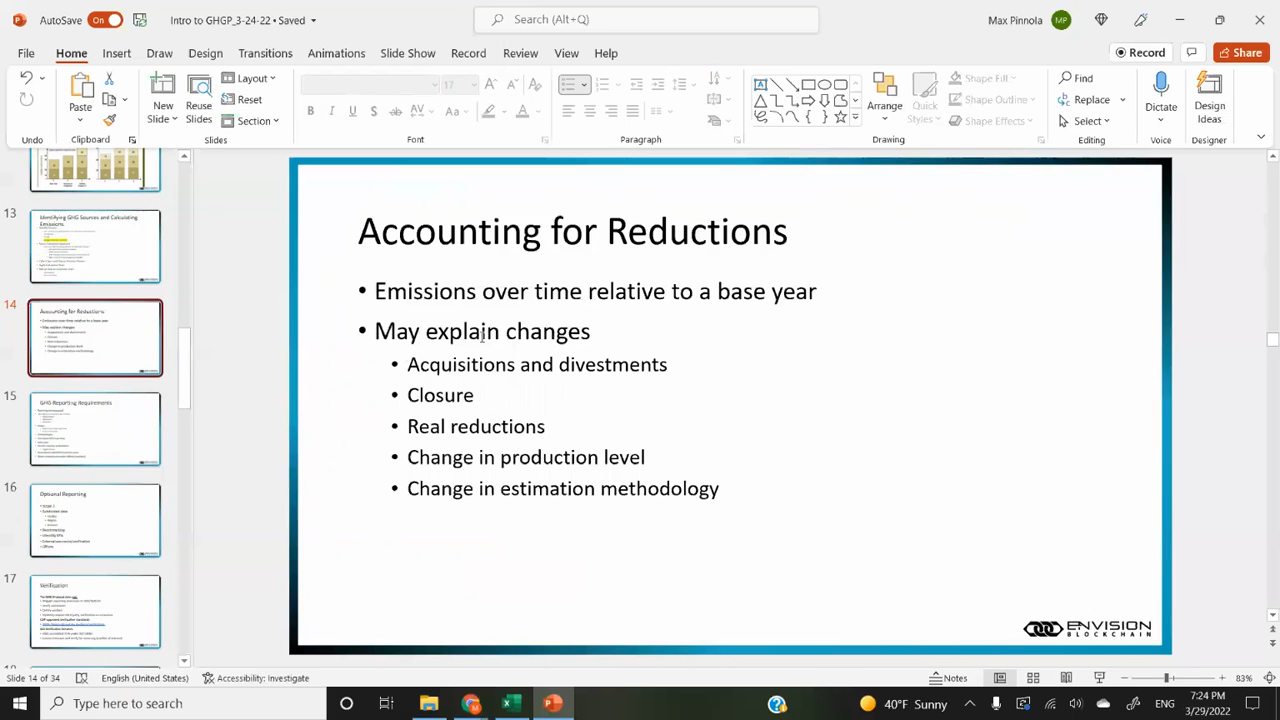 AutoSave On Intro to GHGP_3-24-22 • Saved Search (Alt+Q) Max Pinnola MP
File Home Insert Draw Design Transitions Animations Slide Show Record Review View Help Record Share
Paste New Slide Reuse Slides Layout Reset Section
17
Arrange Quick Styles Shape Fill Shape Outline Shape Effects
Find Replace Select Dictate Design Ideas
Undo Clipboard Slides Font Paragraph Drawing Editing Voice Designer
13
Identifying GHG Sources and Calculating
Emissions
14
Accounting for Reductions
15
GHG Reporting Requirements
16
Optional Reporting
17
Verification
Accounting for Reductions
• Emissions over time relative to a base year
• May explain changes
• Acquisitions and divestments
• Closure
• Real reductions
• Change in production level
• Change in estimation methodology
ENVISION
BLOCKCHAIN
Slide 14 of 34 English (United States) Accessibility: Investigate Notes 83%
Type here to search 40°F Sunny 7:24 PM
3/29/2022